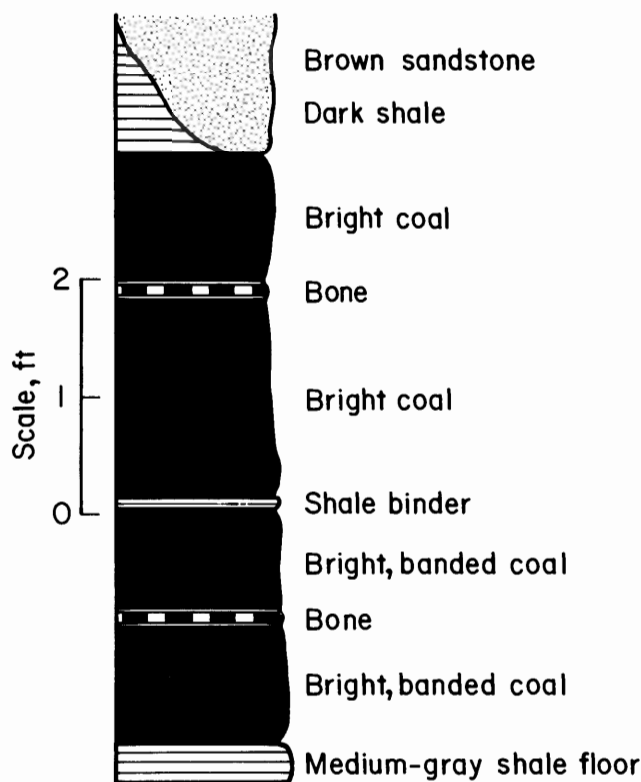 Brown sandstone
Dark shale
Bright coal
2
Bone
Scale, ft
1
Bright coal
0
Shale binder
Bright, banded coal
Bone
Bright, banded coal
Medium-gray shale floor